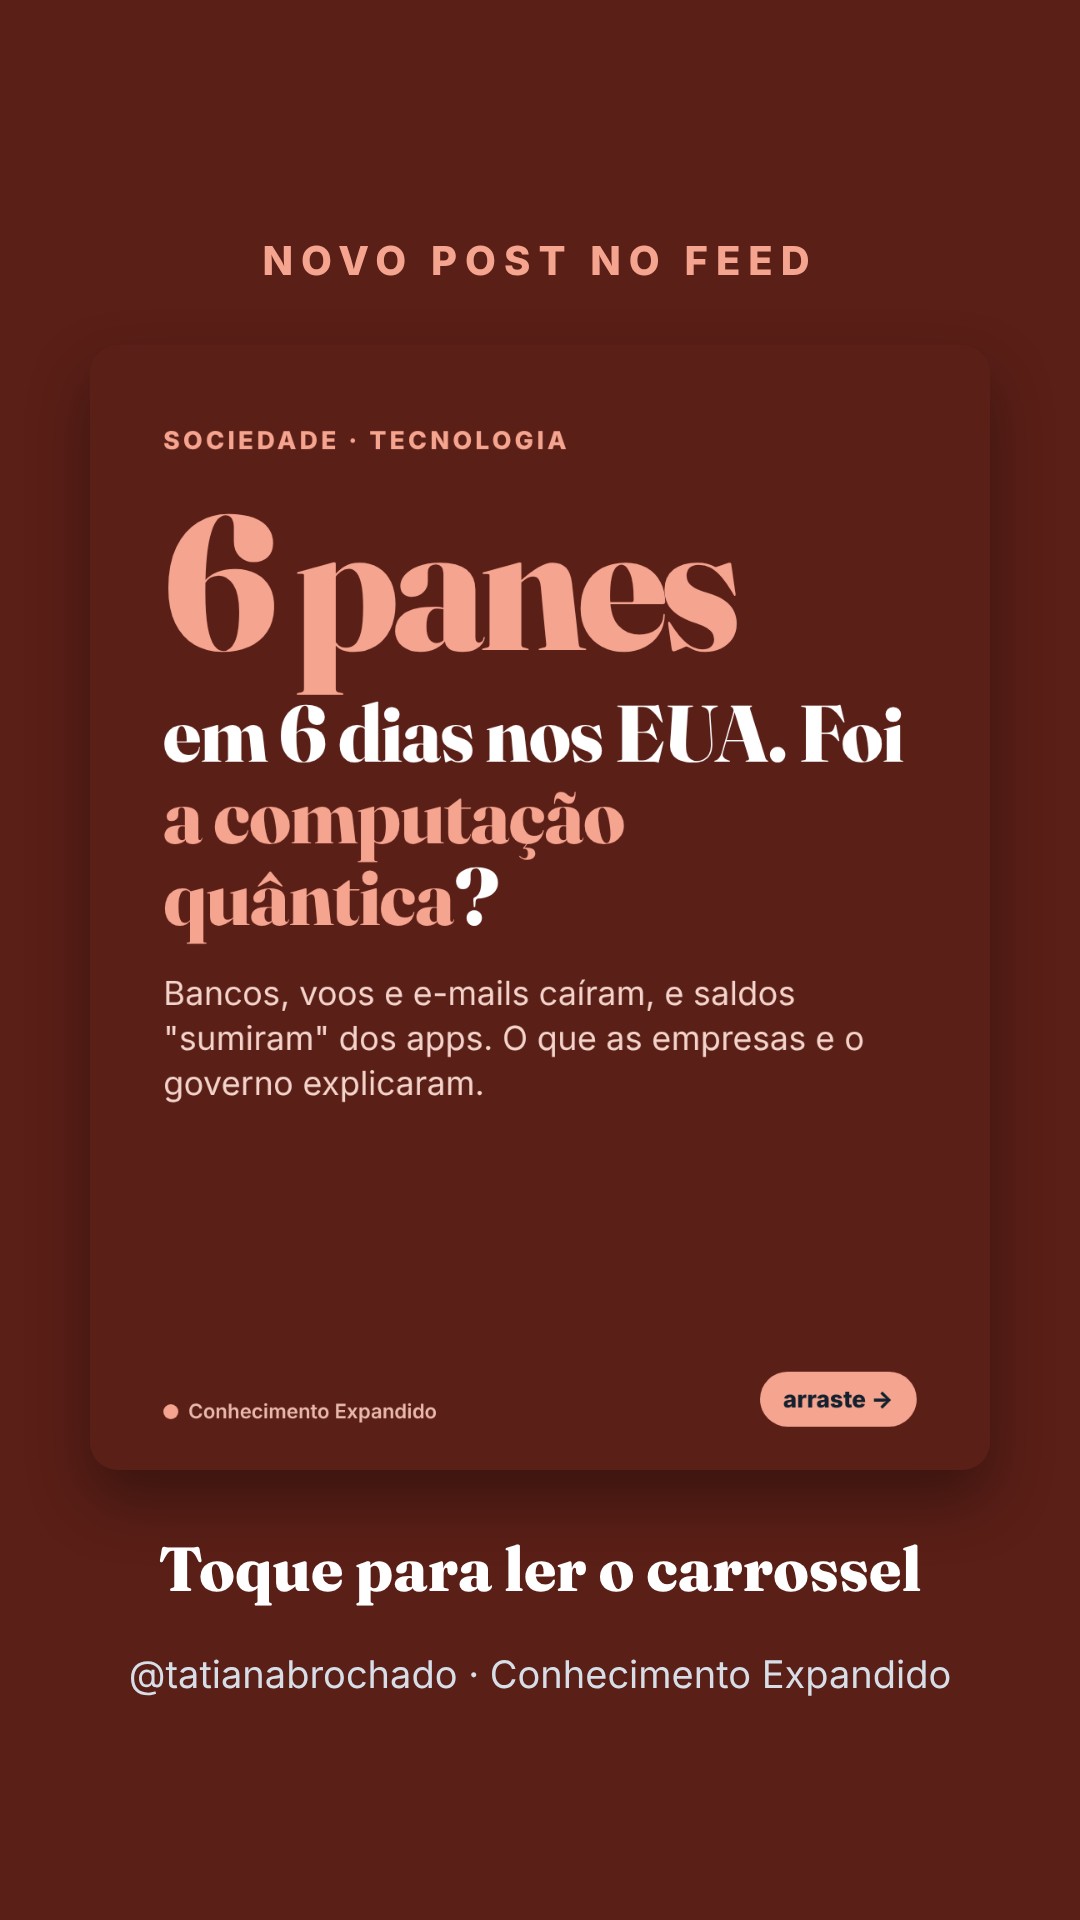 NOVO POST NO FEED
SOCIEDADE · TECNOLOGIA
6 panes
em 6 dias nos EUA. Foi
a computação
quântica?
Bancos, voos e e-mails caíram, e saldos
"sumiram" dos apps. O que as empresas e o
governo explicaram.
Conhecimento Expandido
arraste →
Toque para ler o carrossel
@tatianabrochado · Conhecimento Expandido